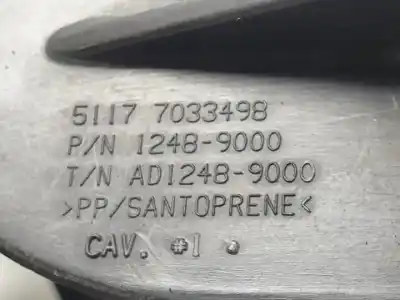 5117 7033498
P/N 1248-9000
T/N AD1248-9000
>PP/SANTOPRENE<
CAV. #1